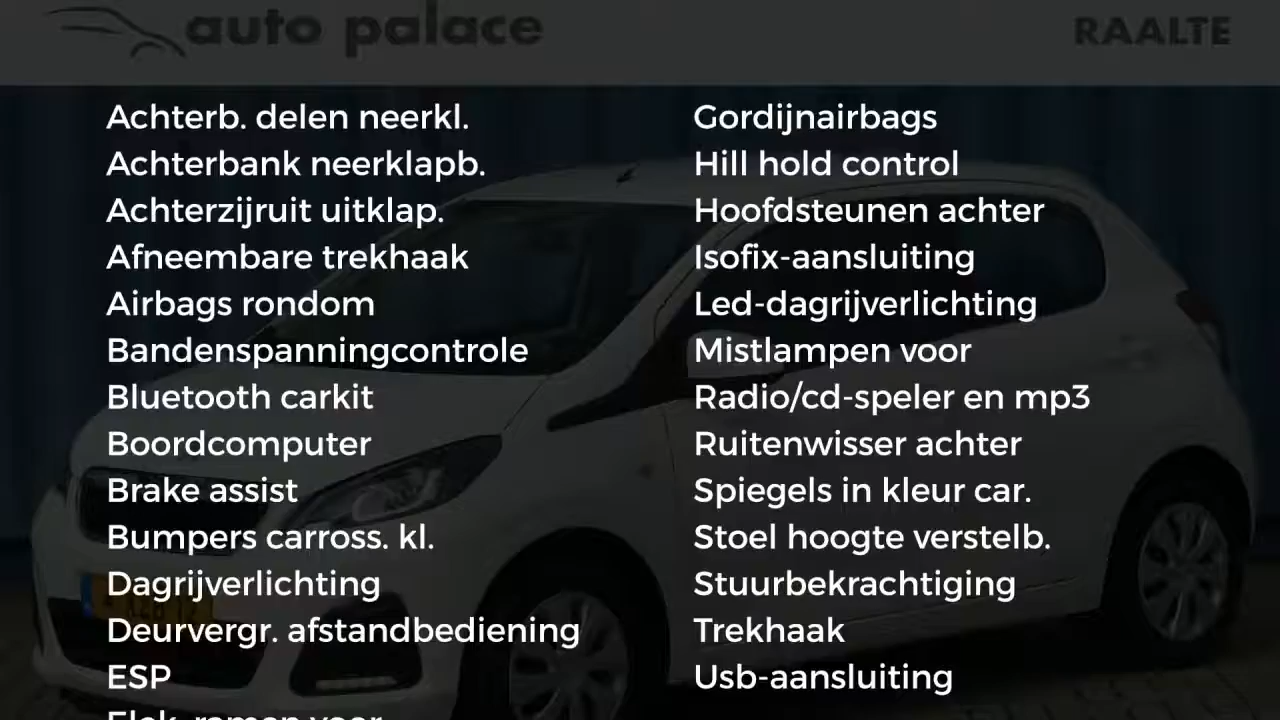 auto palace
RAALTE
Achterb. delen neerkl.
Achterbank neerklapb.
Achterzijruit uitklap.
Afneembare trekhaak
Airbags rondom
Bandenspanningcontrole
Bluetooth carkit
Boordcomputer
Brake assist
Bumpers carross. kl.
Dagrijverlichting
Deurvergr. afstandbediening
ESP
Elek. ramen voor
Gordijnairbags
Hill hold control
Hoofdsteunen achter
Isofix-aansluiting
Led-dagrijverlichting
Mistlampen voor
Radio/cd-speler en mp3
Ruitenwisser achter
Spiegels in kleur car.
Stoel hoogte verstelb.
Stuurbekrachtiging
Trekhaak
Usb-aansluiting